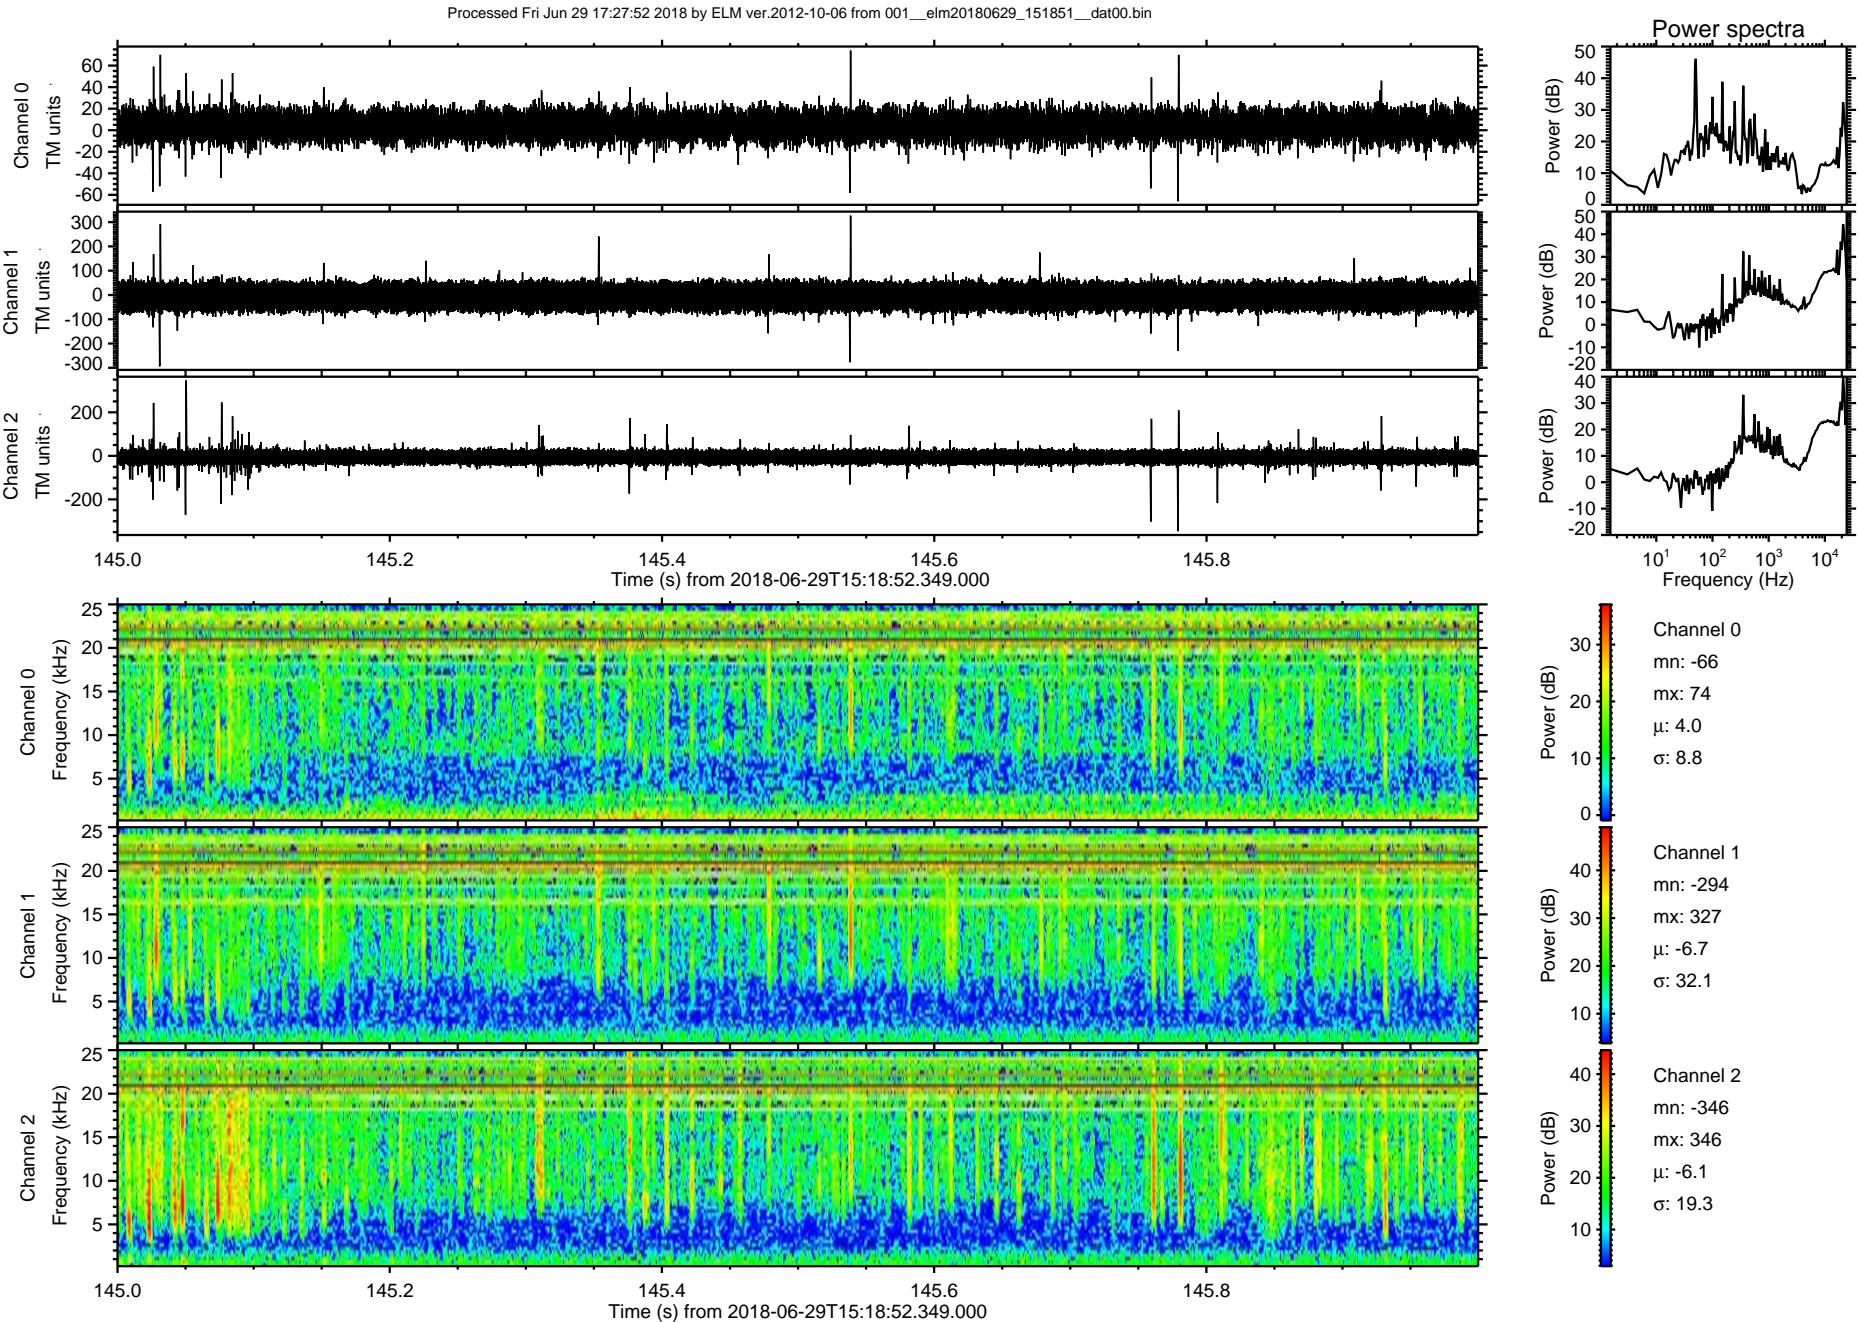 Processed Fri Jun 29 17:27:52 2018 by ELM ver.2012-10-06 from 001__elm20180629_151851__dat00.bin
Power spectra
Channel 0
TM units
60
40
20
0
-20
-40
-60
Power (dB)
50
40
30
20
10
0
Channel 1
TM units
300
200
100
0
-100
-200
-300
Power (dB)
50
40
30
20
10
0
-10
-20
Channel 2
TM units
200
0
-200
Power (dB)
40
30
20
10
0
-10
-20
145.0 145.2 145.4 145.6 145.8
Time (s) from 2018-06-29T15:18:52.349.000
10¹ 10² 10³ 10⁴
Frequency (Hz)
Channel 0
Frequency (kHz)
25
20
15
10
5
Power (dB)
30
20
10
0
Channel 0
mn: -66
mx: 74
μ: 4.0
σ: 8.8
Channel 1
Frequency (kHz)
25
20
15
10
5
Power (dB)
40
30
20
10
Channel 1
mn: -294
mx: 327
μ: -6.7
σ: 32.1
Channel 2
Frequency (kHz)
25
20
15
10
5
Power (dB)
40
30
20
10
Channel 2
mn: -346
mx: 346
μ: -6.1
σ: 19.3
145.0 145.2 145.4 145.6 145.8
Time (s) from 2018-06-29T15:18:52.349.000